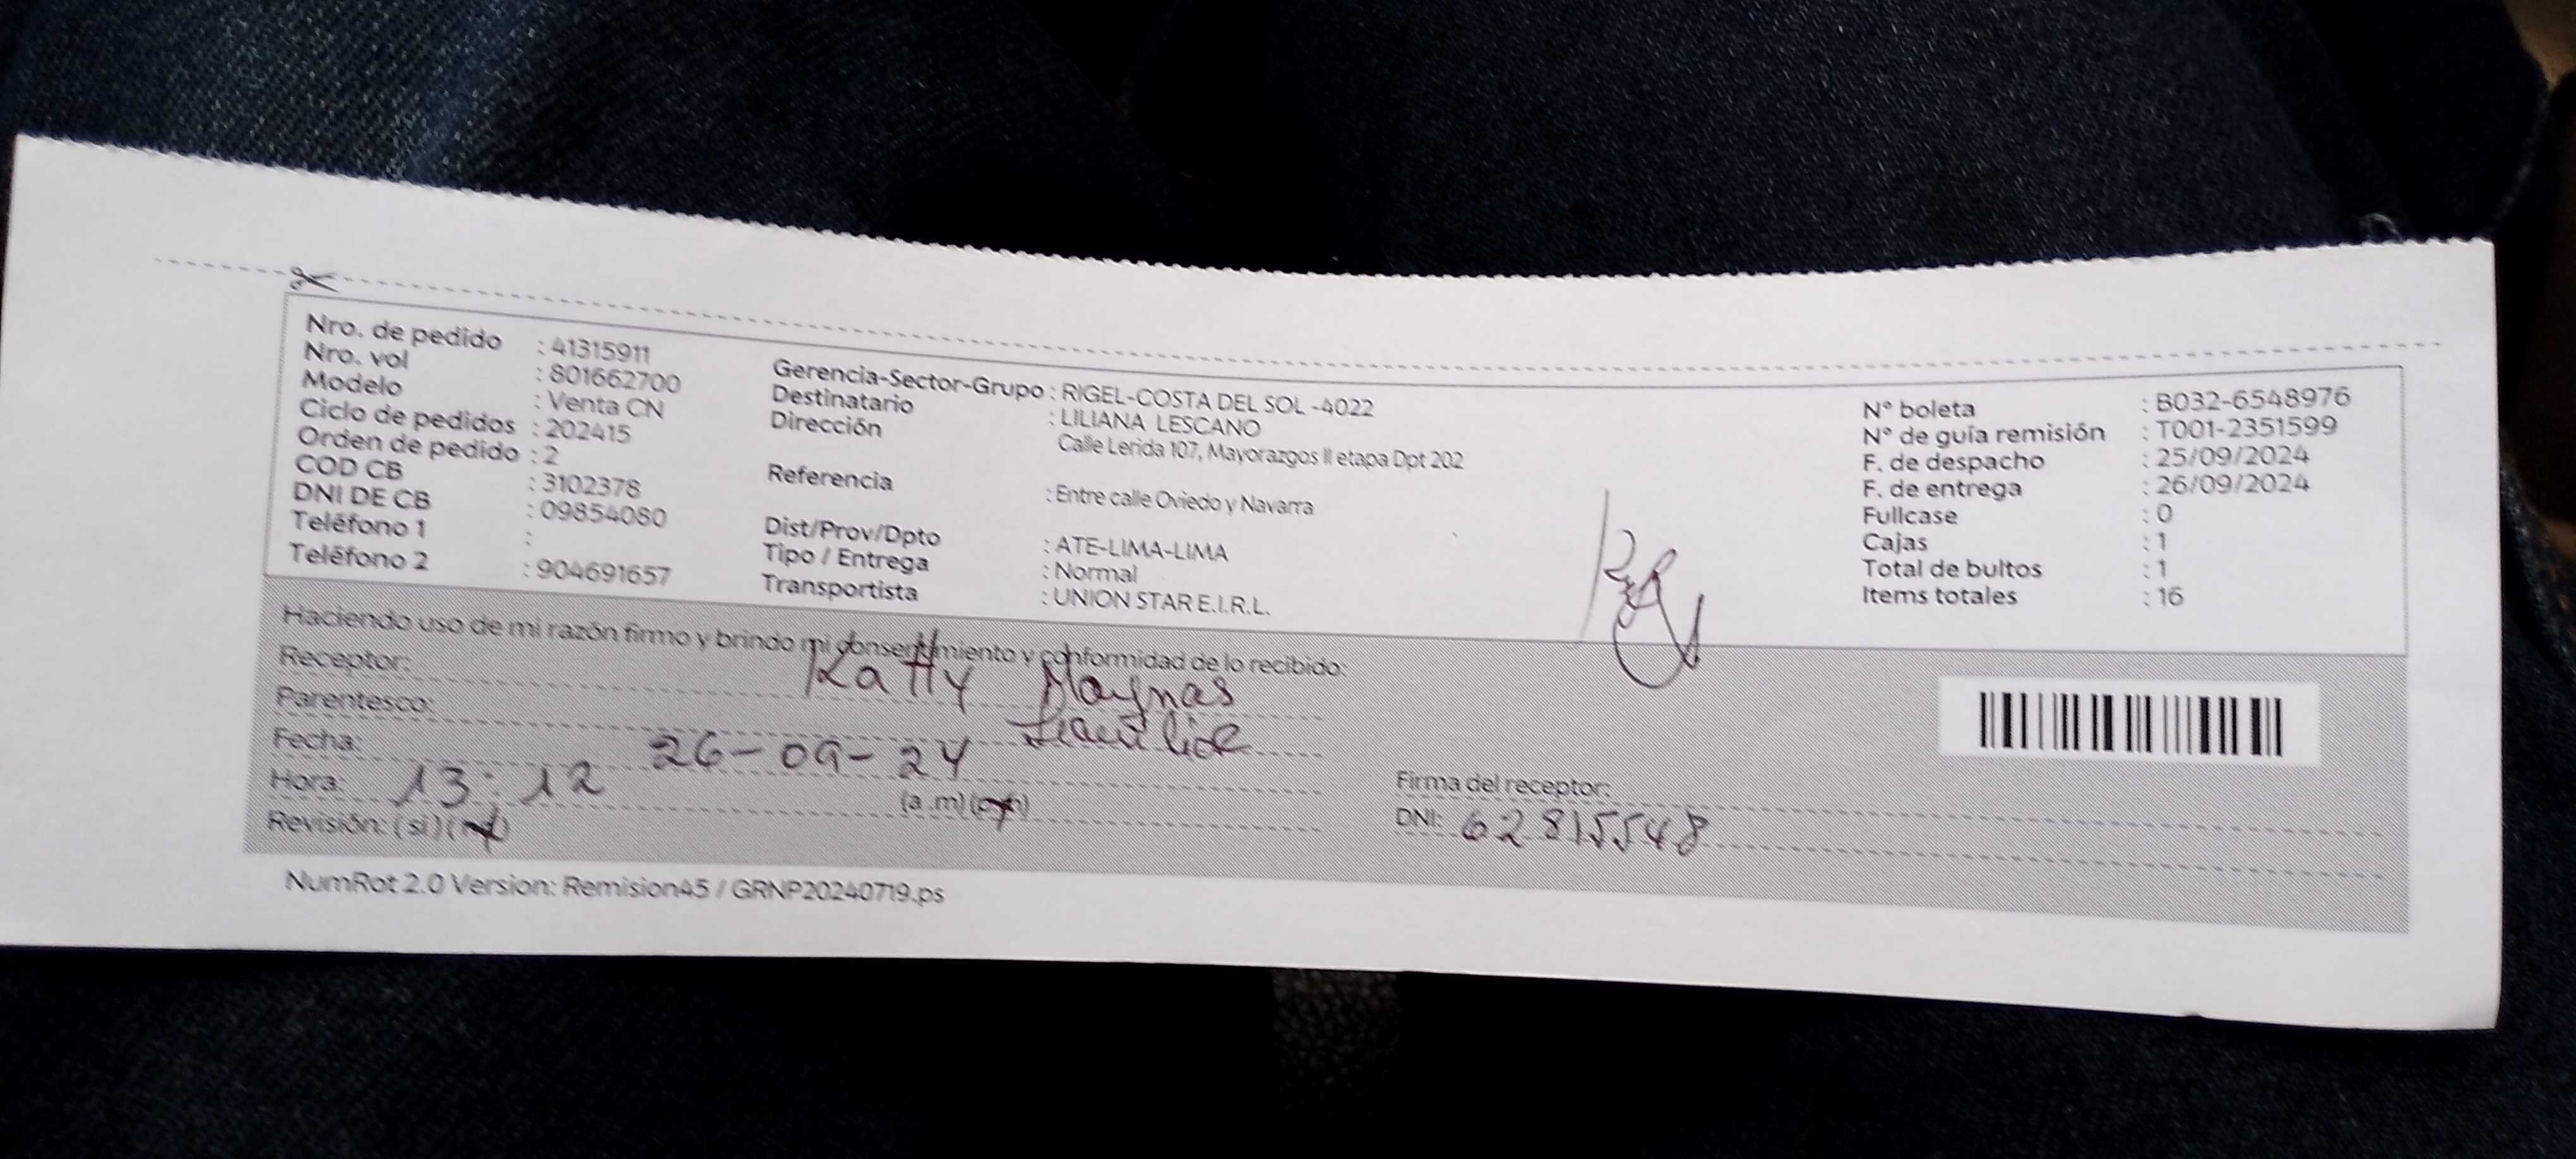 Nro. de pedido : 41315911
Nro. vol : 801662700
Modelo : Venta CN
Ciclo de pedidos : 202415
Orden de pedido : 2
COD CB : 3102378
DNI DE CB : 09854080
Teléfono 1 :
Teléfono 2 : 904691657
Gerencia-Sector-Grupo : RIGEL-COSTA DEL SOL -4022
Destinatario : LILIANA LESCANO
Dirección Calle Lerida 107, Mayorazgos II etapa Dpt 202
Referencia : Entre calle Oviedo y Navarra
Dist/Prov/Dpto : ATE-LIMA-LIMA
Tipo / Entrega : Normal
Transportista : UNION STAR E.I.R.L.
N° boleta : B032-6548976
N° de guía remisión : T001-2351599
F. de despacho : 25/09/2024
F. de entrega : 26/09/2024
Fullcase : 0
Cajas : 1
Total de bultos : 1
Items totales : 16
Haciendo uso de mi razón firmo y brindo mi consentimiento y conformidad de lo recibido:
Receptor: Katty Maynas
Parentesco:
Fecha: 26-09-24
Hora: 13:12 (a .m) (p.m)
Revisión: (si) (no)
Firma del receptor:
DNI: 62815548
NumRot 2.0 Version: Remision45 / GRNP20240719.ps